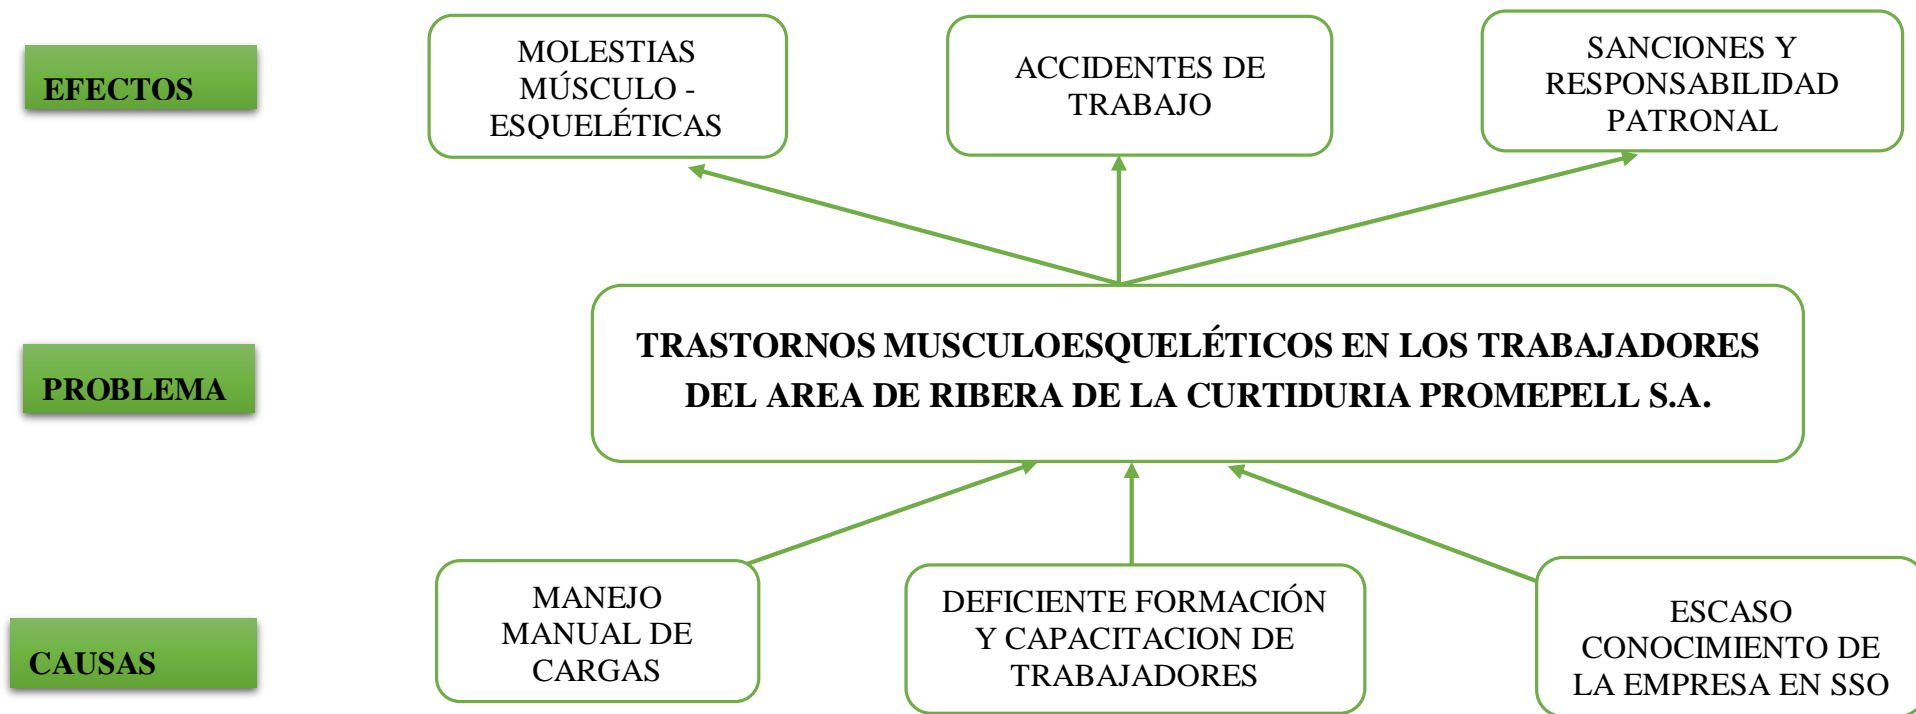 EFECTOS
MOLESTIAS
MÚSCULO -
ESQUELÉTICAS
ACCIDENTES DE
TRABAJO
SANCIONES Y
RESPONSABILIDAD
PATRONAL
PROBLEMA
TRASTORNOS MUSCULOESQUELÉTICOS EN LOS TRABAJADORES
DEL AREA DE RIBERA DE LA CURTIDURIA PROMEPELL S.A.
CAUSAS
MANEJO
MANUAL DE
CARGAS
DEFICIENTE FORMACIÓN
Y CAPACITACION DE
TRABAJADORES
ESCASO
CONOCIMIENTO DE
LA EMPRESA EN SSO